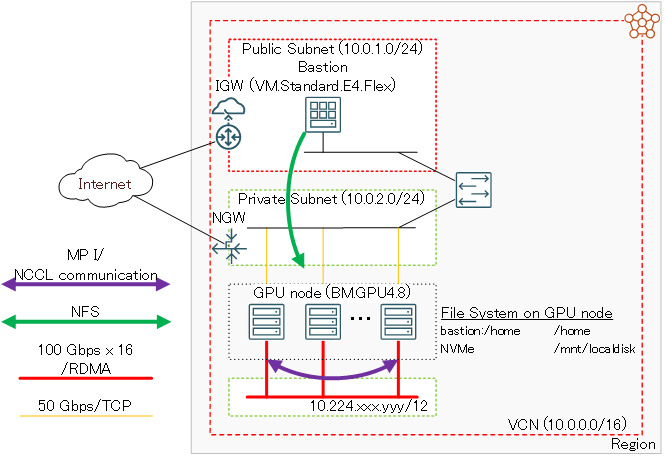 Public Subnet (10.0.1.0/24)
Bastion
IGW (VM.Standard.E4.Flex)
Internet
Private Subnet (10.0.2.0/24)
NGW
MP I/
NCCL communication
NFS
100 Gbps x 16
/RDMA
50 Gbps/TCP
GPU node (BM.GPU4.8)
...
File System on GPU node
bastion:/home /home
NVMe /mnt/localdisk
10.224.xxx.yyy/12
VCN (10.0.0.0/16)
Region